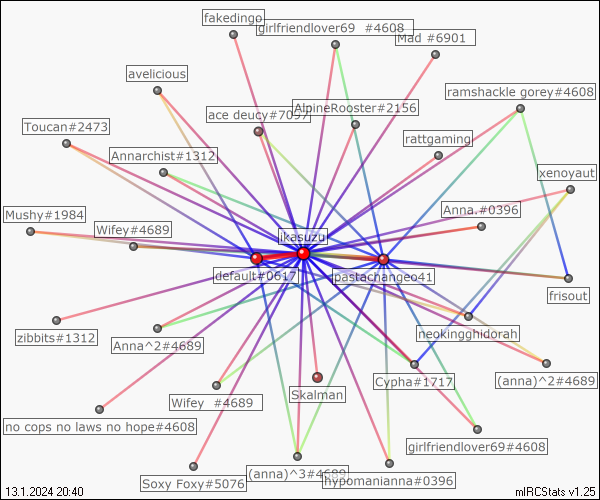 fakedingo
girlfriendlover69 #4608
Mad #6901
avelicious
ramshackle gorey#4608
ace deucy#7097
AlpineRooster#2156
Toucan#2473
rattgaming
Annarchist#1312
xenoyaut
Mushy#1984
Anna.#0396
Wifey#4689
ikasuzu
default#0617
pastachangeo41
frisout
zibbits#1312
neokingghidorah
Anna^2#4689
Cypha#1717
(anna)^2#4689
Skalman
Wifey #4689
no cops no laws no hope#4608
girlfriendlover69#4608
Soxy Foxy#5076
(anna)^3#4689
hypomanianna#0396
13.1.2024 20:40
mIRCStats v1.25